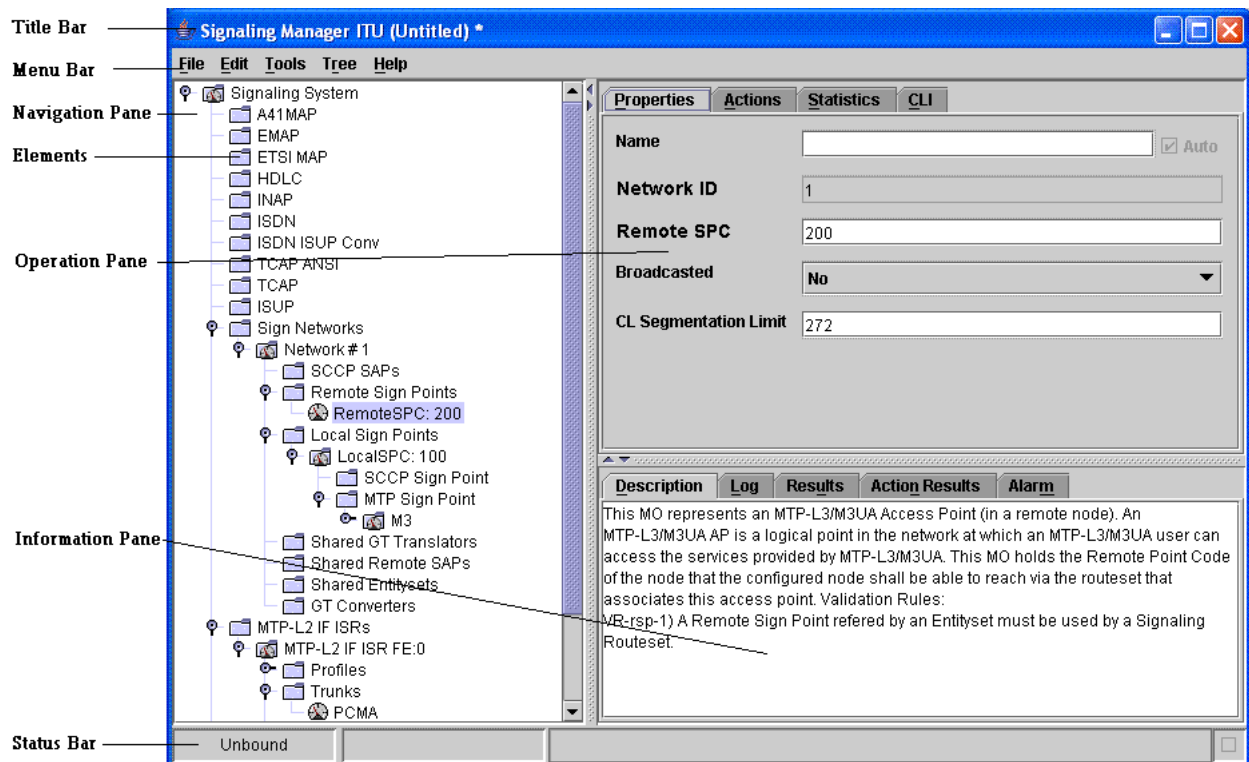 Title Bar
Signaling Manager ITU (Untitled) *
Menu Bar
File Edit Tools Tree Help
Navigation Pane
Elements
Operation Pane
Information Pane
Status Bar
Signaling System
A41MAP
EMAP
ETSI MAP
HDLC
INAP
ISDN
ISDN ISUP Conv
TCAP ANSI
TCAP
ISUP
Sign Networks
Network # 1
SCCP SAPs
Remote Sign Points
RemoteSPC: 200
Local Sign Points
LocalSPC: 100
SCCP Sign Point
MTP Sign Point
M3
Shared GT Translators
Shared Remote SAPs
Shared Entitysets
GT Converters
MTP-L2 IF ISRs
MTP-L2 IF ISR FE:0
Profiles
Trunks
PCMA
Properties Actions Statistics CLI
Name Auto
Network ID 1
Remote SPC 200
Broadcasted No
CL Segmentation Limit 272
Description Log Results Action Results Alarm
This MO represents an MTP-L3/M3UA Access Point (in a remote node). An
MTP-L3/M3UA AP is a logical point in the network at which an MTP-L3/M3UA user can
access the services provided by MTP-L3/M3UA. This MO holds the Remote Point Code
of the node that the configured node shall be able to reach via the routeset that
associates this access point. Validation Rules:
VR-rsp-1) A Remote Sign Point refered by an Entityset must be used by a Signaling
Routeset.
Unbound